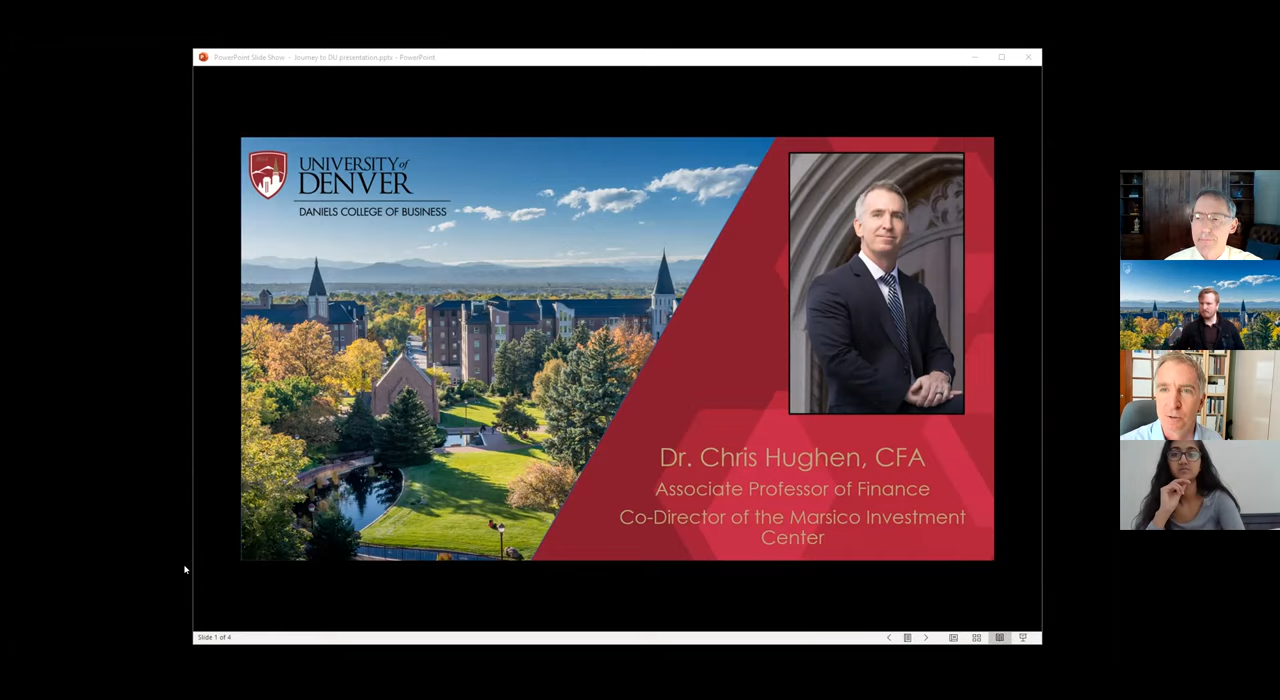 PowerPoint Slide Show - Journey to DU presentation.pptx - PowerPoint
UNIVERSITY of
DENVER
DANIELS COLLEGE OF BUSINESS
Dr. Chris Hughen, CFA
Associate Professor of Finance
Co-Director of the Marsico Investment
Center
Slide 1 of 4